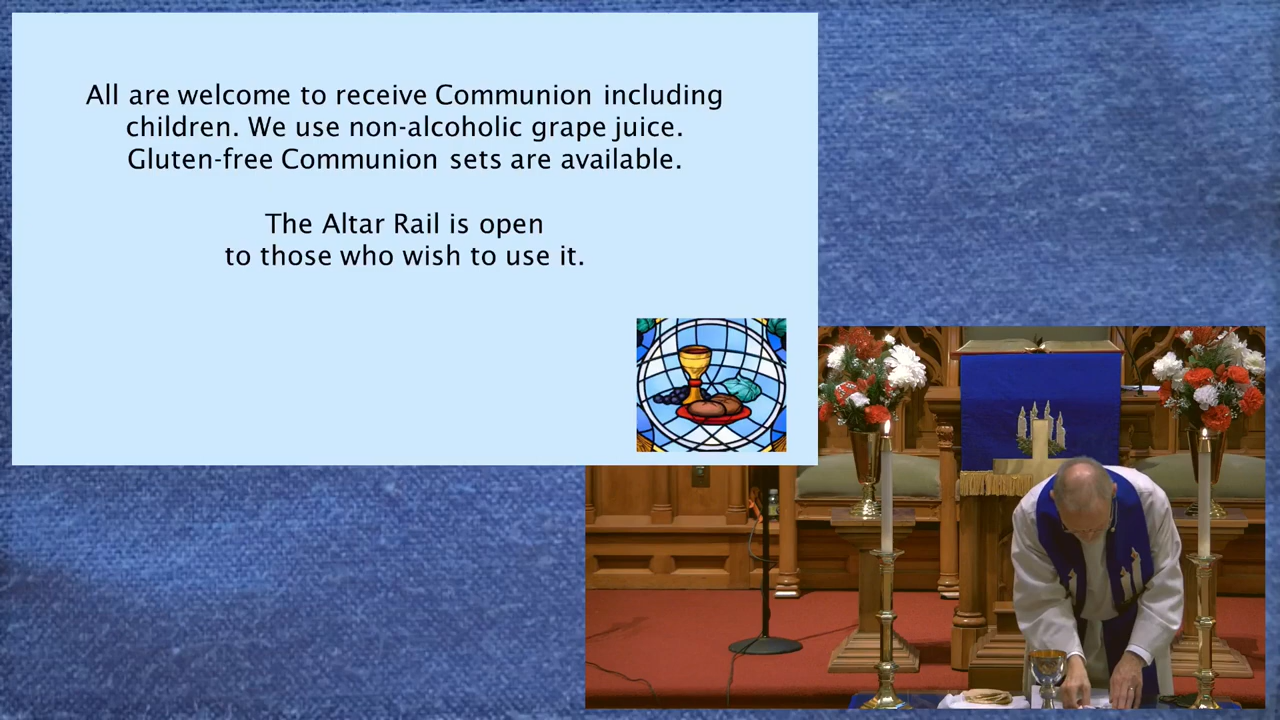 All are welcome to receive Communion including
children. We use non-alcoholic grape juice.
Gluten-free Communion sets are available.
The Altar Rail is open
to those who wish to use it.